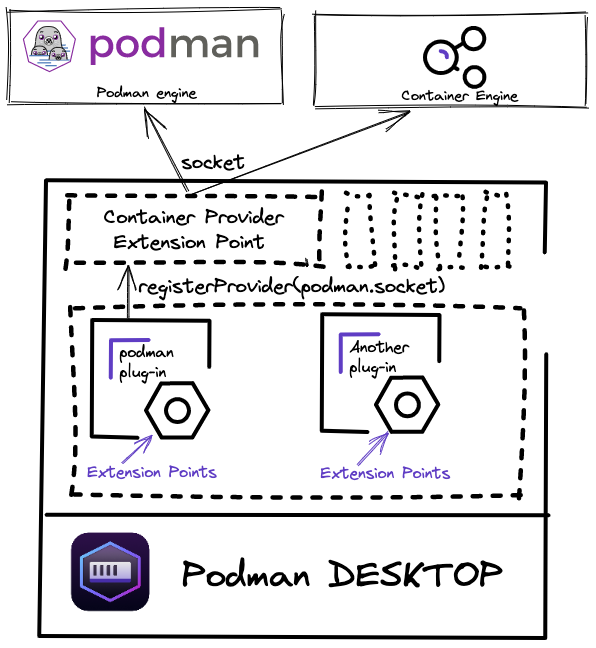 podman
Podman engine
Container Engine
socket
Container Provider
Extension Point
registerProvider(podman.socket)
podman
plug-in
Another
plug-in
Extension Points
Extension Points
Podman DESKTOP